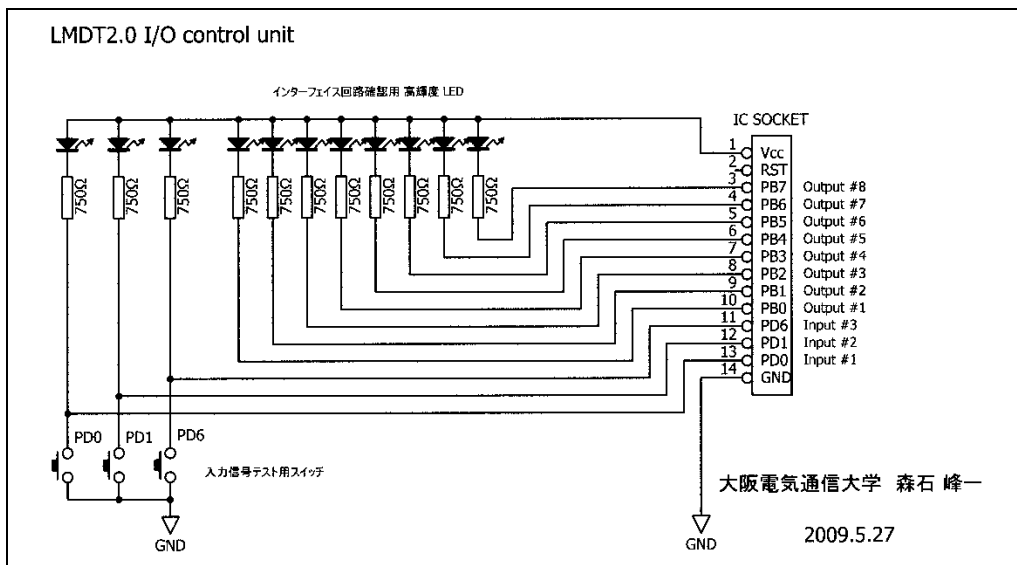 LMDT2.0 I/O control unit
インターフェイス回路確認用 高輝度 LED
IC SOCKET
750Ω 750Ω 750Ω 750Ω 750Ω 750Ω 750Ω 750Ω 750Ω 750Ω 750Ω
1 Vcc
2 RST
3 PB7 Output #8
4 PB6 Output #7
5 PB5 Output #6
6 PB4 Output #5
7 PB3 Output #4
8 PB2 Output #3
9 PB1 Output #2
10 PB0 Output #1
11 PD6 Input #3
12 PD1 Input #2
13 PD0 Input #1
14 GND
PD0 PD1 PD6
入力信号テスト用スイッチ
大阪電気通信大学 森石 峰一
GND GND
2009.5.27